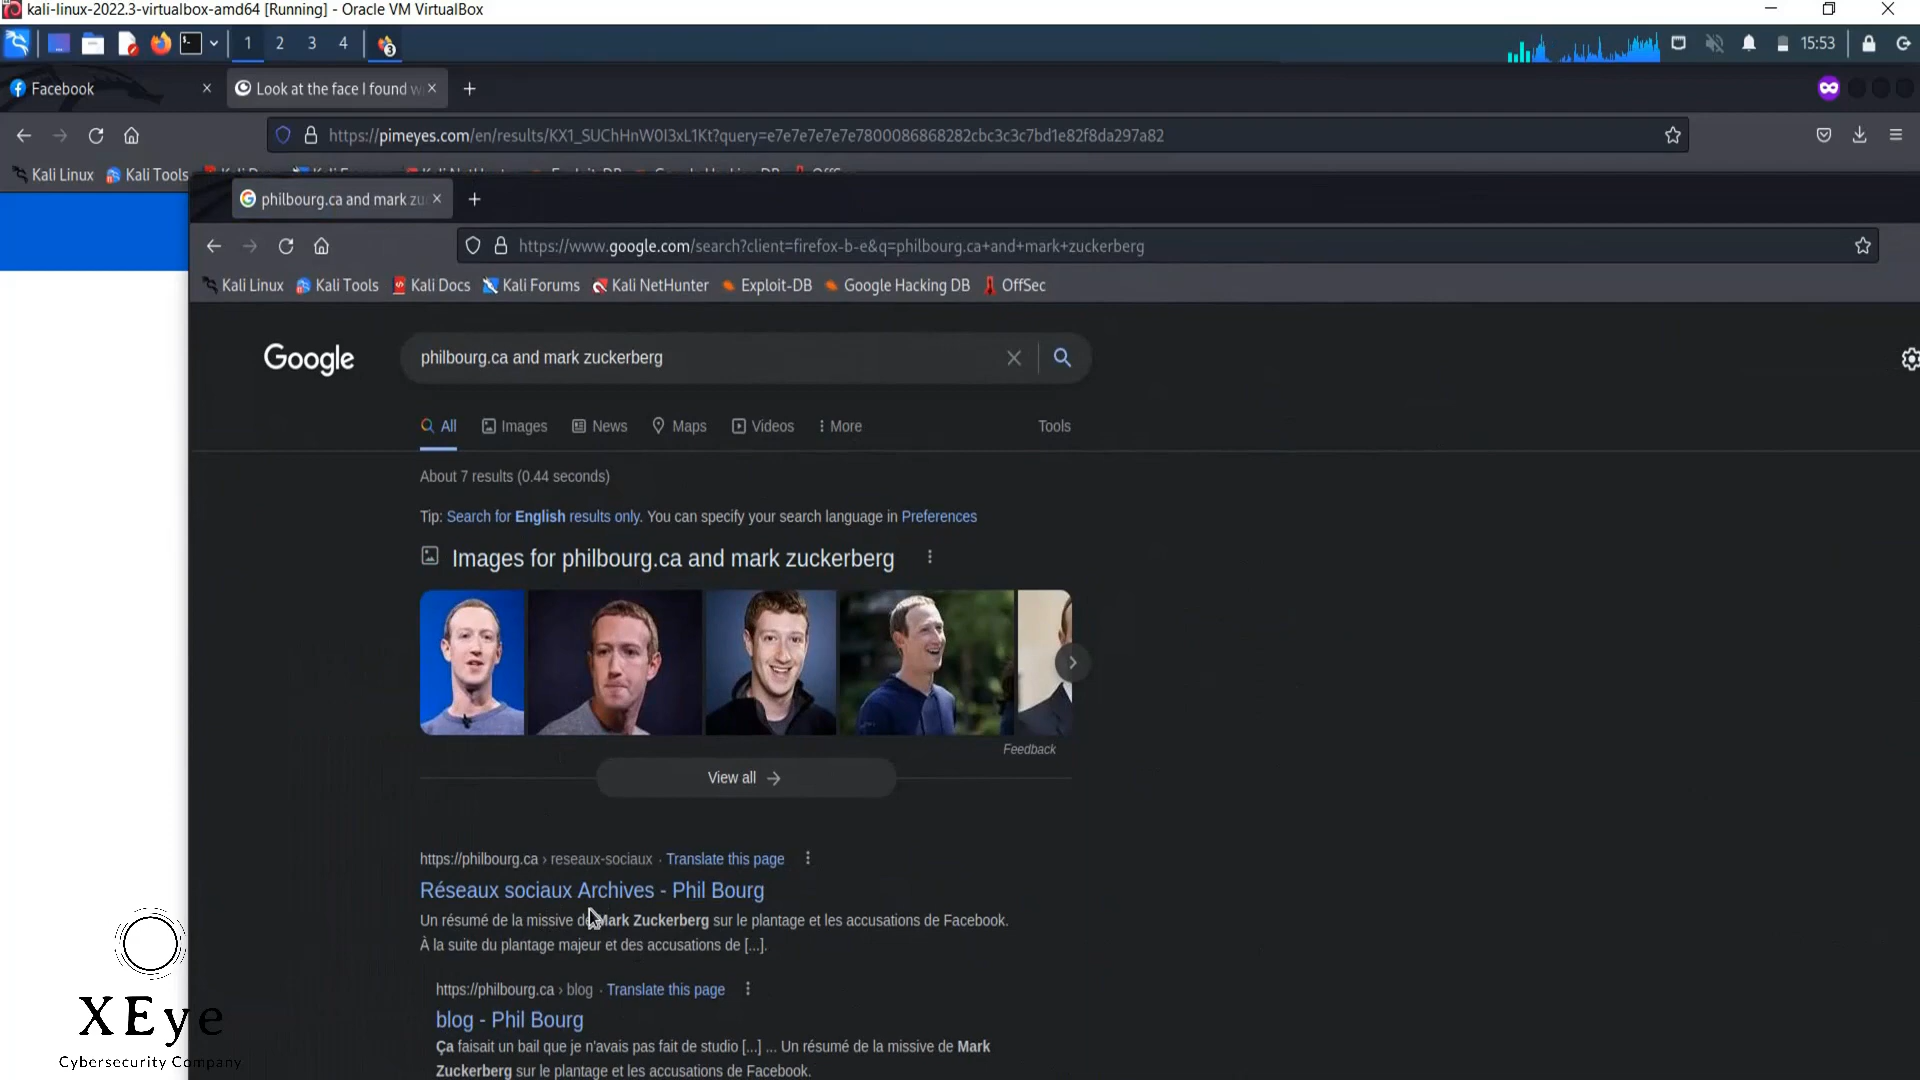 kali-linux-2022.3-virtualbox-amd64 [Running] - Oracle VM VirtualBox
1 2 3 4 3 15:53
Facebook Look at the face I found w
https://pimeyes.com/en/results/KX1_SUChHnW0I3xL1Kt?query=e7e7e7e7e7e7800086868282cbc3c3c7bd1e82f8da297a82
Kali Linux Kali Tools
philbourg.ca and mark zu
https://www.google.com/search?client=firefox-b-e&q=philbourg.ca+and+mark+zuckerberg
Kali Linux Kali Tools Kali Docs Kali Forums Kali NetHunter Exploit-DB Google Hacking DB OffSec
Google philbourg.ca and mark zuckerberg
All Images News Maps Videos More Tools
About 7 results (0.44 seconds)
Tip: Search for English results only. You can specify your search language in Preferences
Images for philbourg.ca and mark zuckerberg
Feedback
View all
https://philbourg.ca › reseaux-sociaux · Translate this page
Réseaux sociaux Archives - Phil Bourg
Un résumé de la missive de Mark Zuckerberg sur le plantage et les accusations de Facebook.
À la suite du plantage majeur et des accusations de [...].
https://philbourg.ca › blog · Translate this page
blog - Phil Bourg
Ça faisait un bail que je n'avais pas fait de studio [...] ... Un résumé de la missive de Mark
Zuckerberg sur le plantage et les accusations de Facebook.
XEye
Cybersecurity Company